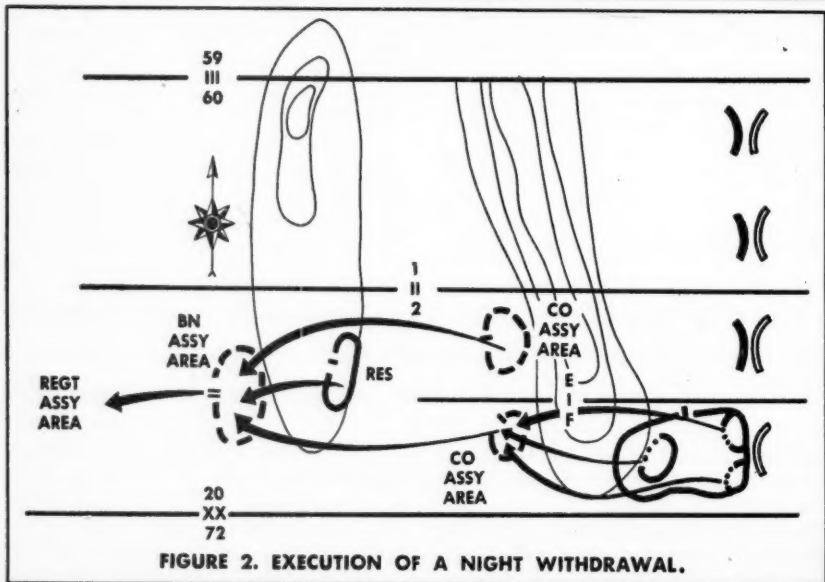 59
III
60
1
II
2
BN
ASSY
AREA
CO
ASSY
AREA
REGT
ASSY
AREA
RES
E
I
F
CO
ASSY
AREA
20
XX
72
FIGURE 2. EXECUTION OF A NIGHT WITHDRAWAL.